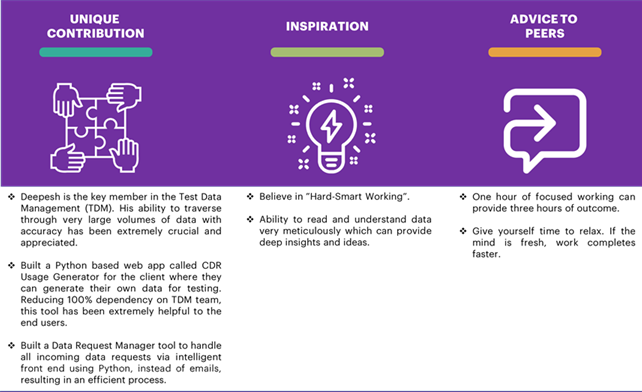 UNIQUE
CONTRIBUTION
❖ Deepesh is the key member in the Test Data
Management (TDM). His ability to traverse
through very large volumes of data with
accuracy has been extremely crucial and
appreciated.
❖ Built a Python based web app called CDR
Usage Generator for the client where they
can generate their own data for testing.
Reducing 100% dependency on TDM team,
this tool has been extremely helpful to the
end users.
❖ Built a Data Request Manager tool to handle
all incoming data requests via intelligent
front end using Python, instead of emails,
resulting in an efficient process.
INSPIRATION
❖ Believe in "Hard-Smart Working".
❖ Ability to read and understand data
very meticulously which can provide
deep insights and ideas.
ADVICE TO
PEERS
❖ One hour of focused working can
provide three hours of outcome.
❖ Give yourself time to relax. If the
mind is fresh, work completes
faster.